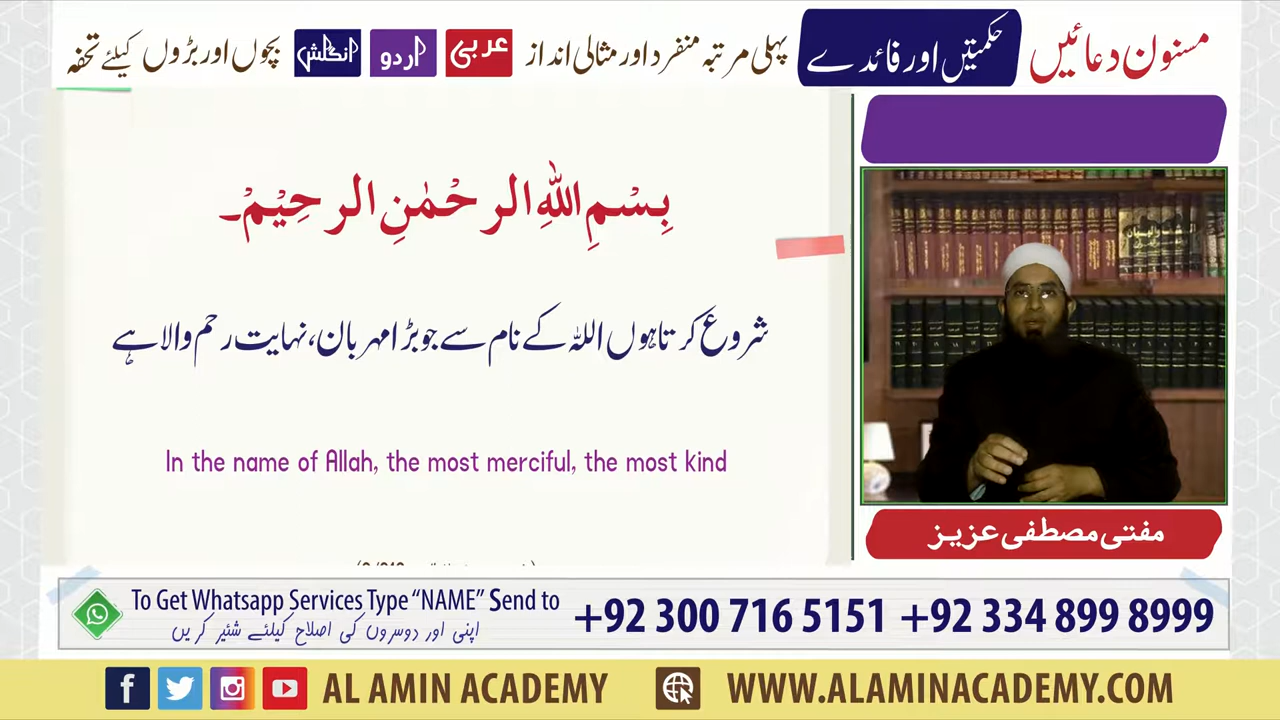 مسنون دعائیں حکمتیں اور فائدے پہلی مرتبہ منفرد اور مثالی انداز عربی اردو انگلش بچوں اور بڑوں کیلئے تحفہ
بِسْمِ اللهِ الرحْمٰنِ الرحِيْمْ۔
شروع کرتا ہوں اللہ کے نام سے جو بڑا مہربان، نہایت رحم والا ہے
In the name of Allah, the most merciful, the most kind
مفتی مصطفی عزیز
To Get Whatsapp Services Type “NAME” Send to
اپنی اور دوسروں کی اصلاح کیلئے شئیر کریں
+92 300 716 5151 +92 334 899 8999
AL AMIN ACADEMY WWW.ALAMINACADEMY.COM